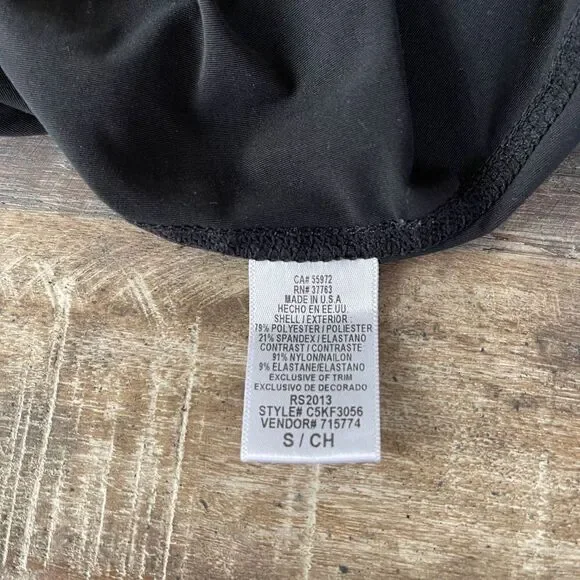 CA# 55972
RN# 37763
MADE IN U.S.A
HECHO EN EE.UU.
SHELL / EXTERIOR :
79% POLYESTER / POLIESTER
21% SPANDEX / ELASTANO
CONTRAST / CONTRASTE
91% NYLON/NAILON
9% ELASTANE/ELASTANO
EXCLUSIVE OF TRIM
EXCLUSIVO DE DECORADO
RS2013
STYLE# C5KF3056
VENDOR# 715774
S / CH